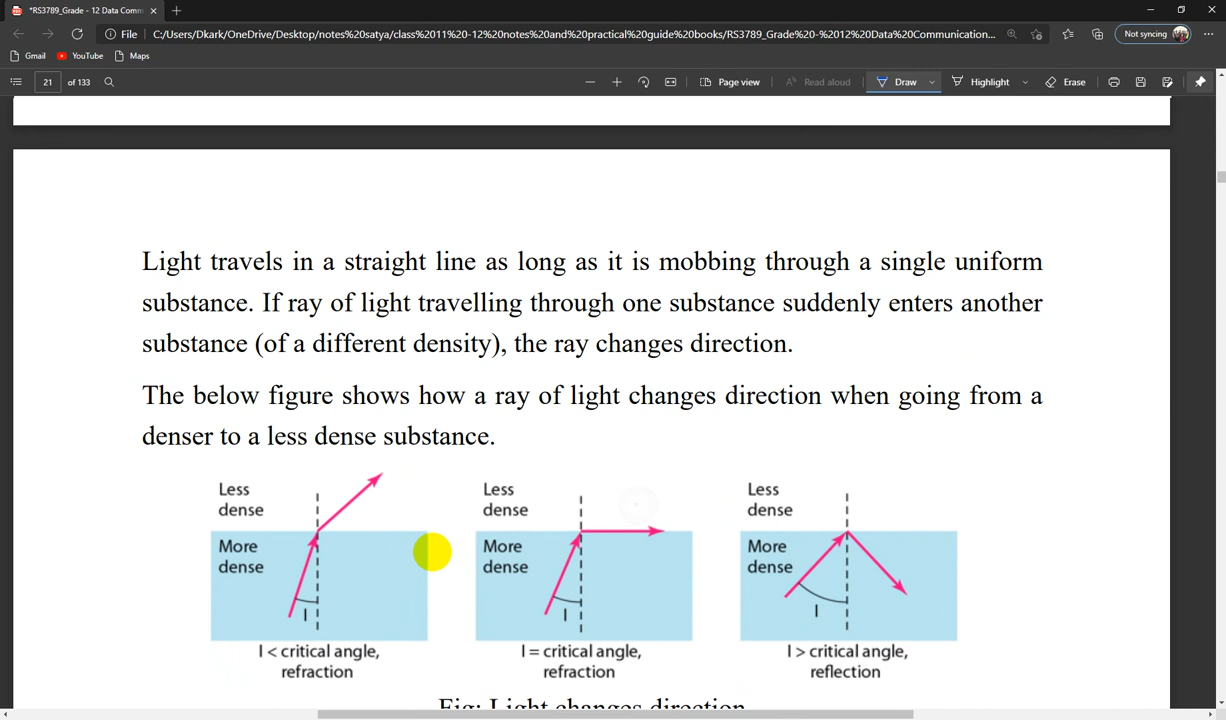 *RS3789_Grade - 12 Data Comm
File
C:/Users/Dkark/OneDrive/Desktop/notes%20satya/class%2011%20-12%20notes%20and%20practical%20guide%20books/RS3789_Grade%20-%2012%20Data%20Communication...
Not syncing
Gmail
YouTube
Maps
21 of 133
Page view
Read aloud
Draw
Highlight
Erase
Light travels in a straight line as long as it is mobbing through a single uniform
substance. If ray of light travelling through one substance suddenly enters another
substance (of a different density), the ray changes direction.
The below figure shows how a ray of light changes direction when going from a
denser to a less dense substance.
Less
dense
More
dense
I
I < critical angle,
refraction
Less
dense
More
dense
I
I = critical angle,
refraction
Less
dense
More
dense
I
I > critical angle,
reflection
Fig: Light changes direction